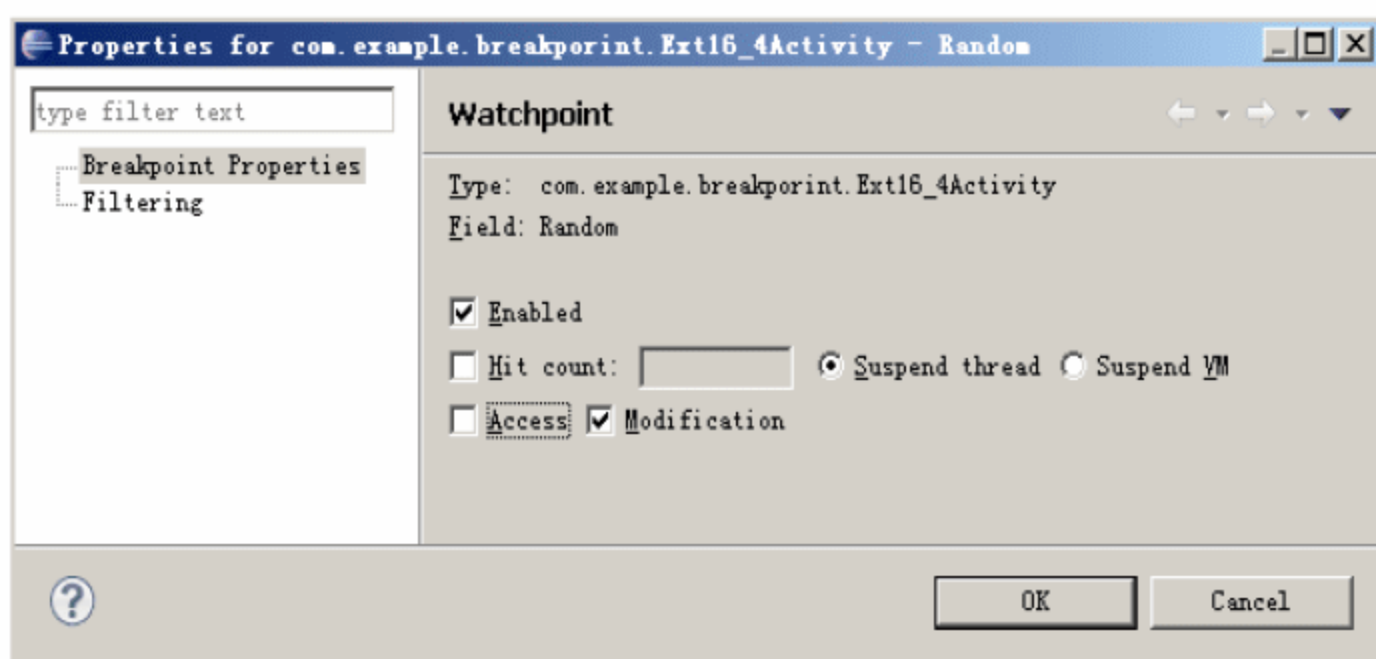 Properties for com.example.breakporint.Ext16_4Activity - Random
type filter text
Breakpoint Properties
Filtering
Watchpoint
Type: com.example.breakporint.Ext16_4Activity
Field: Random
Enabled
Hit count: Suspend thread Suspend VM
Access Modification
OK Cancel